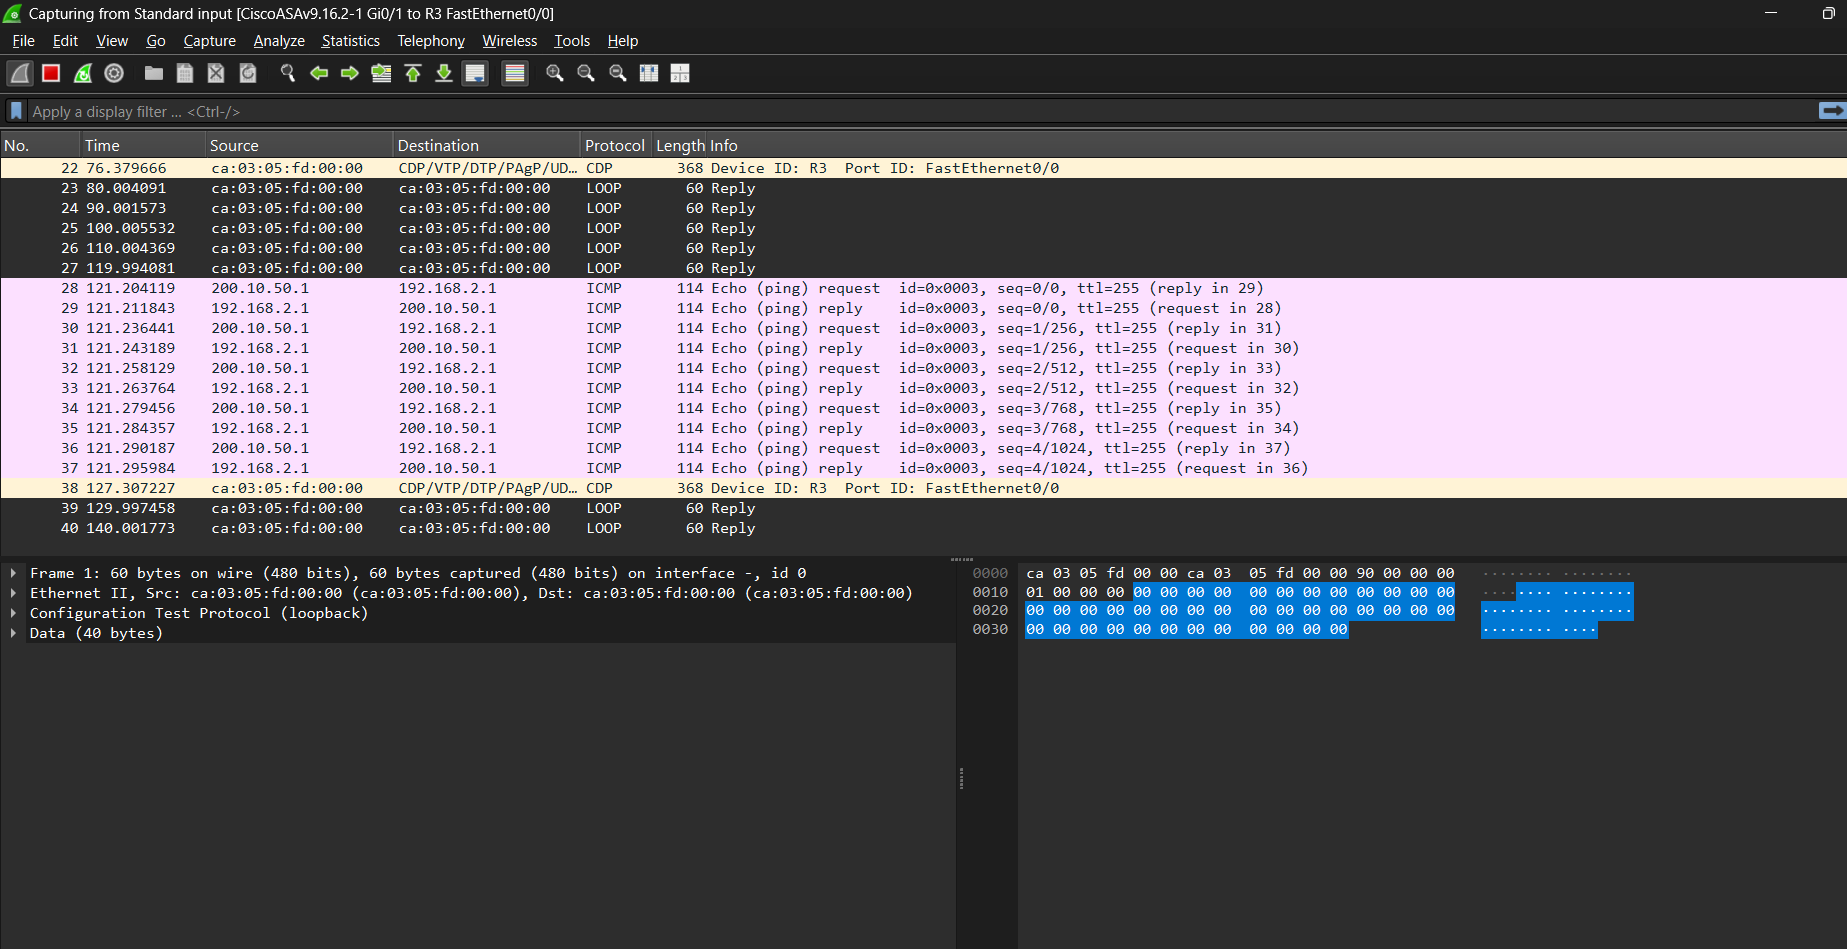 Capturing from Standard input [CiscoASAv9.16.2-1 Gi0/1 to R3 FastEthernet0/0]
File Edit View Go Capture Analyze Statistics Telephony Wireless Tools Help
Apply a display filter ... <Ctrl-/>
No. Time Source Destination Protocol Length Info
22 76.379666 ca:03:05:fd:00:00 CDP/VTP/DTP/PAgP/UD… CDP 368 Device ID: R3 Port ID: FastEthernet0/0
23 80.004091 ca:03:05:fd:00:00 ca:03:05:fd:00:00 LOOP 60 Reply
24 90.001573 ca:03:05:fd:00:00 ca:03:05:fd:00:00 LOOP 60 Reply
25 100.005532 ca:03:05:fd:00:00 ca:03:05:fd:00:00 LOOP 60 Reply
26 110.004369 ca:03:05:fd:00:00 ca:03:05:fd:00:00 LOOP 60 Reply
27 119.994081 ca:03:05:fd:00:00 ca:03:05:fd:00:00 LOOP 60 Reply
28 121.204119 200.10.50.1 192.168.2.1 ICMP 114 Echo (ping) request id=0x0003, seq=0/0, ttl=255 (reply in 29)
29 121.211843 192.168.2.1 200.10.50.1 ICMP 114 Echo (ping) reply id=0x0003, seq=0/0, ttl=255 (request in 28)
30 121.236441 200.10.50.1 192.168.2.1 ICMP 114 Echo (ping) request id=0x0003, seq=1/256, ttl=255 (reply in 31)
31 121.243189 192.168.2.1 200.10.50.1 ICMP 114 Echo (ping) reply id=0x0003, seq=1/256, ttl=255 (request in 30)
32 121.258129 200.10.50.1 192.168.2.1 ICMP 114 Echo (ping) request id=0x0003, seq=2/512, ttl=255 (reply in 33)
33 121.263764 192.168.2.1 200.10.50.1 ICMP 114 Echo (ping) reply id=0x0003, seq=2/512, ttl=255 (request in 32)
34 121.279456 200.10.50.1 192.168.2.1 ICMP 114 Echo (ping) request id=0x0003, seq=3/768, ttl=255 (reply in 35)
35 121.284357 192.168.2.1 200.10.50.1 ICMP 114 Echo (ping) reply id=0x0003, seq=3/768, ttl=255 (request in 34)
36 121.290187 200.10.50.1 192.168.2.1 ICMP 114 Echo (ping) request id=0x0003, seq=4/1024, ttl=255 (reply in 37)
37 121.295984 192.168.2.1 200.10.50.1 ICMP 114 Echo (ping) reply id=0x0003, seq=4/1024, ttl=255 (request in 36)
38 127.307227 ca:03:05:fd:00:00 CDP/VTP/DTP/PAgP/UD… CDP 368 Device ID: R3 Port ID: FastEthernet0/0
39 129.997458 ca:03:05:fd:00:00 ca:03:05:fd:00:00 LOOP 60 Reply
40 140.001773 ca:03:05:fd:00:00 ca:03:05:fd:00:00 LOOP 60 Reply
Frame 1: 60 bytes on wire (480 bits), 60 bytes captured (480 bits) on interface -, id 0
Ethernet II, Src: ca:03:05:fd:00:00 (ca:03:05:fd:00:00), Dst: ca:03:05:fd:00:00 (ca:03:05:fd:00:00)
Configuration Test Protocol (loopback)
Data (40 bytes)
0000 ca 03 05 fd 00 00 ca 03 05 fd 00 00 90 00 00 00 ········ ········
0010 01 00 00 00 00 00 00 00 00 00 00 00 00 00 00 00 ········ ········
0020 00 00 00 00 00 00 00 00 00 00 00 00 00 00 00 00 ········ ········
0030 00 00 00 00 00 00 00 00 00 00 00 00 ········ ····